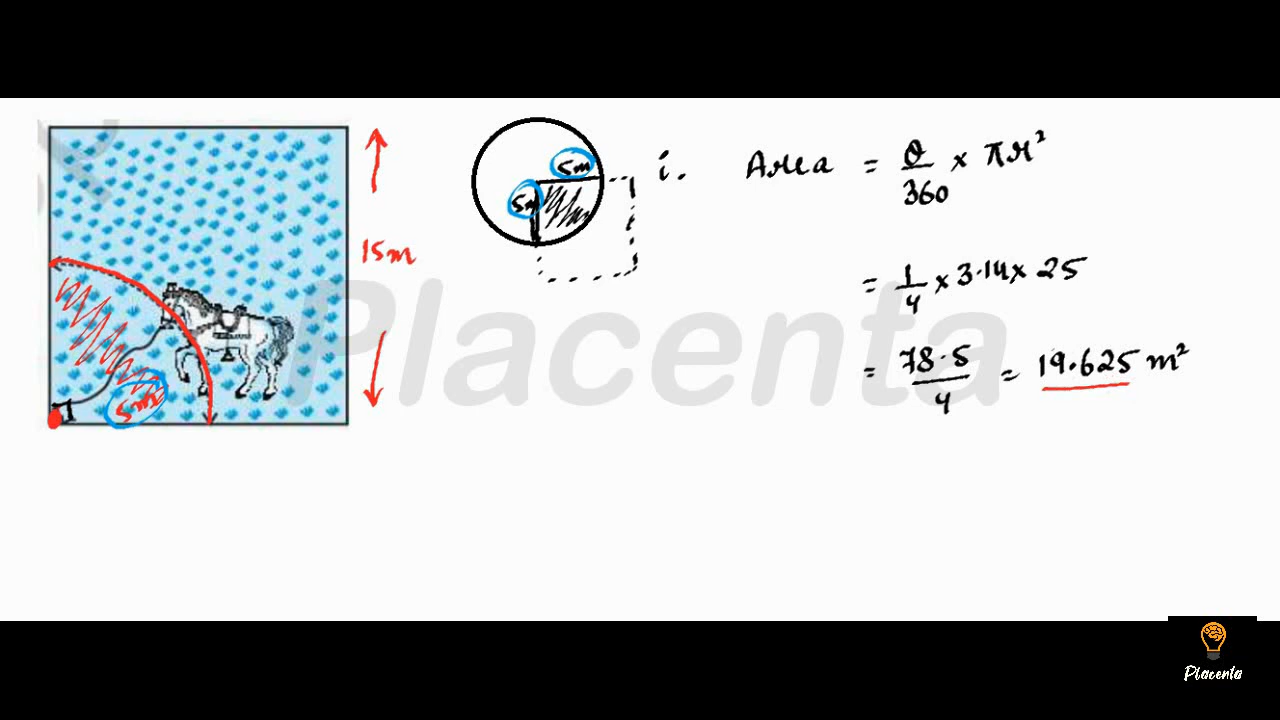 5m
5m
15m
5m
i. Area = θ/360 × πr²
= 1/4 × 3.14 × 25
= 78.5/4 = 19.625 m²
Placenta
Placenta